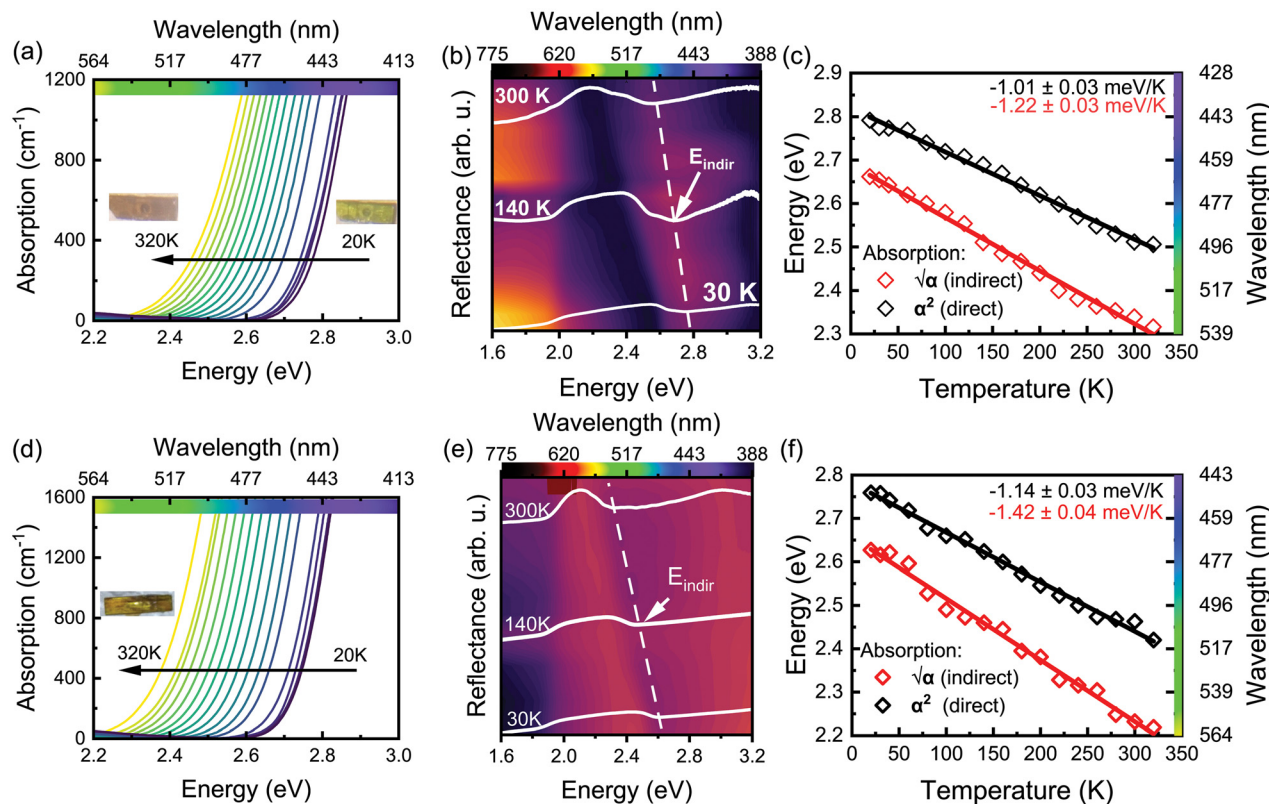 (a)
Wavelength (nm)
564 517 477 443 413
1200
900
600
300
0
Absorption (cm⁻¹)
320K
20K
2.2 2.4 2.6 2.8 3.0
Energy (eV)
(b)
Wavelength (nm)
775 620 517 443 388
Reflectance (arb. u.)
300 K
E_indir
140 K
30 K
1.6 2.0 2.4 2.8 3.2
Energy (eV)
(c)
2.9
2.8
2.7
2.6
2.5
2.4
2.3
Energy (eV)
-1.01 ± 0.03 meV/K
-1.22 ± 0.03 meV/K
Absorption:
√α (indirect)
α² (direct)
428
443
459
477
496
517
539
Wavelength (nm)
0 50 100 150 200 250 300 350
Temperature (K)
(d)
Wavelength (nm)
564 517 477 443 413
1600
1200
800
400
0
Absorption (cm⁻¹)
320K
20K
2.2 2.4 2.6 2.8 3.0
Energy (eV)
(e)
Wavelength (nm)
775 620 517 443 388
Reflectance (arb. u.)
300K
E_indir
140K
30K
1.6 2.0 2.4 2.8 3.2
Energy (eV)
(f)
2.8
2.7
2.6
2.5
2.4
2.3
2.2
Energy (eV)
-1.14 ± 0.03 meV/K
-1.42 ± 0.04 meV/K
Absorption:
√α (indirect)
α² (direct)
443
459
477
496
517
539
564
Wavelength (nm)
0 50 100 150 200 250 300 350
Temperature (K)